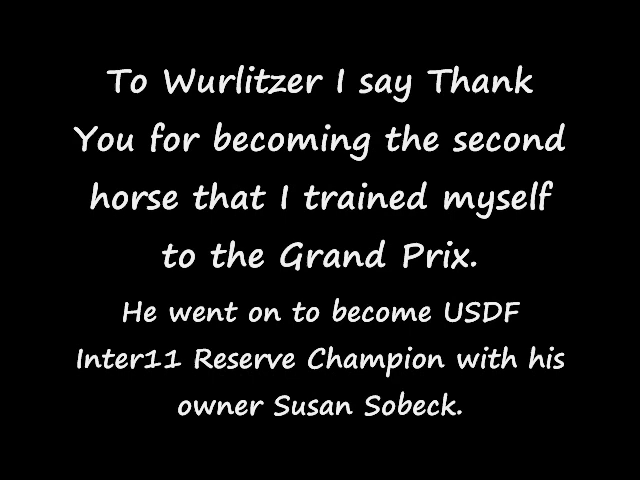 To Wurlitzer I say Thank
You for becoming the second
horse that I trained myself
to the Grand Prix.
He went on to become USDF
Inter11 Reserve Champion with his
owner Susan Sobeck.